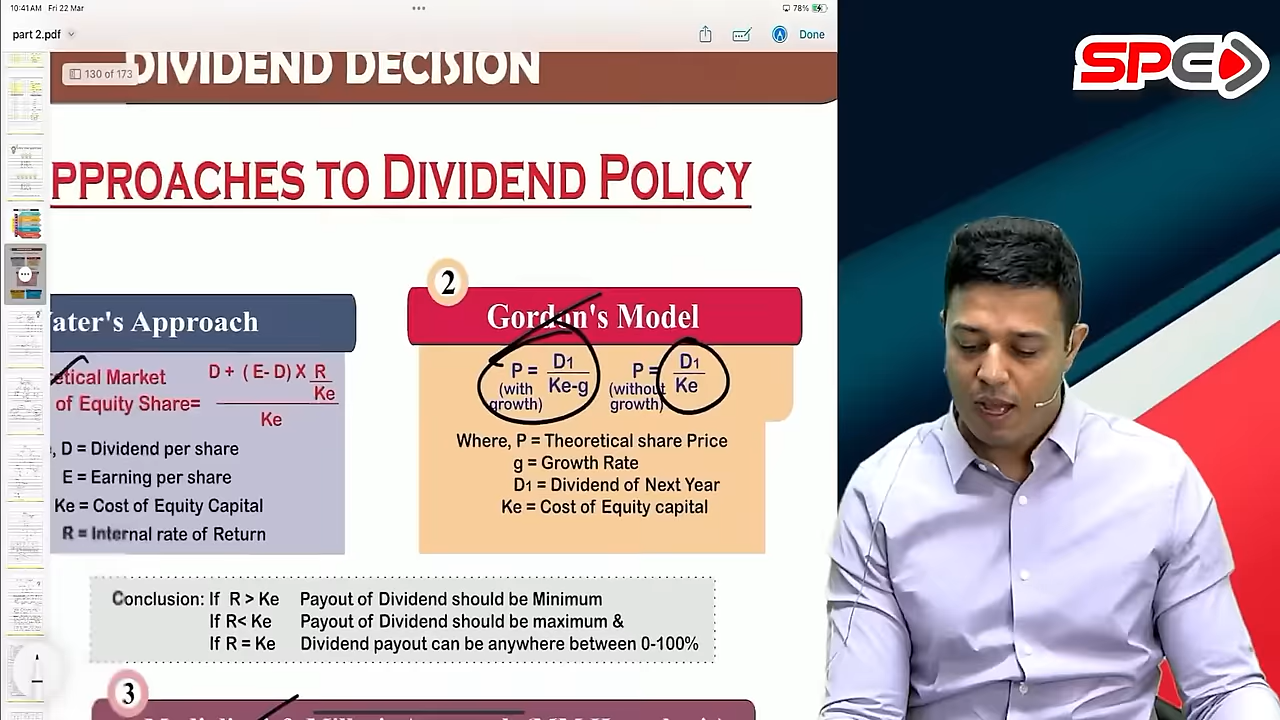 10:41AM Fri 22 Mar
78%
part 2.pdf
Done
130 of 173
DIVIDEND DECISION
SPC
PPROACHES TO DIVIDEND POLICY
2
ater's Approach
Gordon's Model
etical Market
of Equity Share
D + ( E- D) X R
Ke
Ke
P = D1
Ke-g
(with
growth)
P = D1
Ke
(without
growth)
, D = Dividend per share
E = Earning per share
Ke = Cost of Equity Capital
R = Internal rate of Return
Where, P = Theoretical share Price
g = Growth Rate
D1 = Dividend of Next Year
Ke = Cost of Equity capital
Conclusion If R > Ke Payout of Dividend should be Minimum
If R< Ke Payout of Dividend should be maximum &
If R = Ke Dividend payout can be anywhere between 0-100%
3